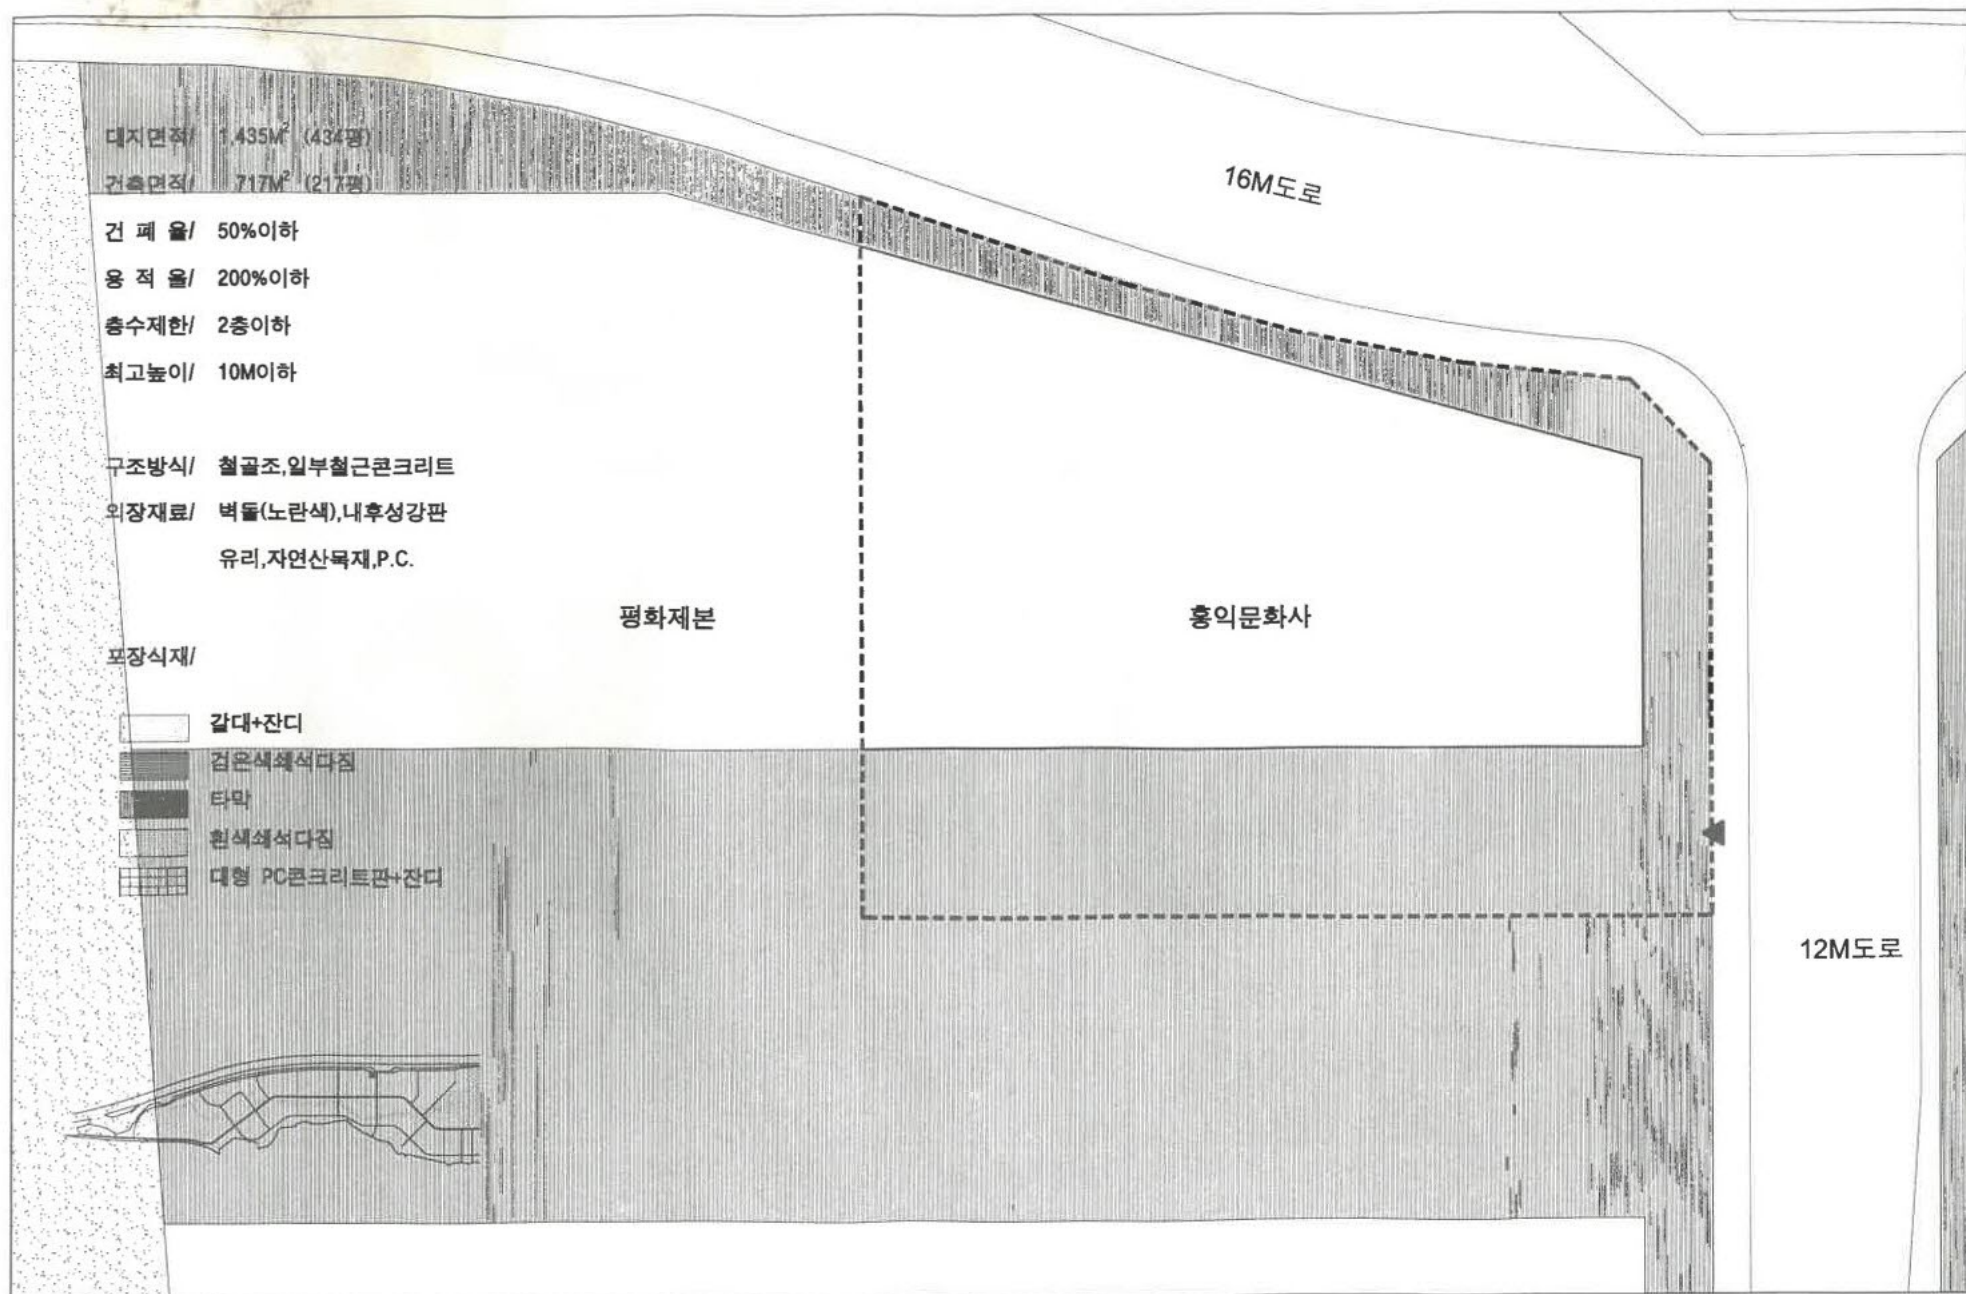 대지면적/ 1.435M² (434평)
건축면적/ 717M² (217평)
건 폐 율/ 50%이하
용 적 율/ 200%이하
층수제한/ 2층이하
최고높이/ 10M이하
구조방식/ 철골조,일부철근콘크리트
외장재료/ 벽돌(노란색),내후성강판
유리,자연산목재,P.C.
포장식재/
갈대+잔디
검은색쇄석다짐
타막
흰색쇄석다짐
대형 PC콘크리트판+잔디
평화제본
홍익문화사
16M도로
12M도로